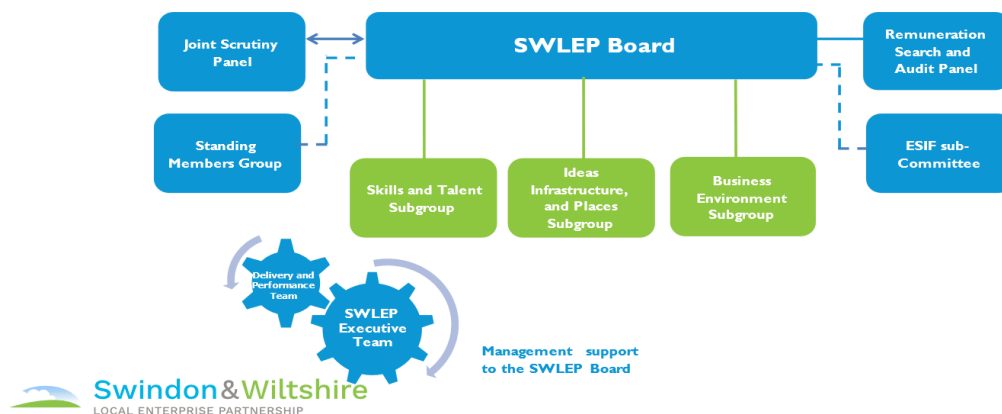 Joint Scrutiny
Panel
SWLEP Board
Remuneration
Search and
Audit Panel
Standing
Members Group
ESIF sub-
Committee
Skills and Talent
Subgroup
Ideas
Infrastructure,
and Places
Subgroup
Business
Environment
Subgroup
Delivery and
Performance
Team
SWLEP
Executive
Team
Management support
to the SWLEP Board
Swindon&Wiltshire
LOCAL ENTERPRISE PARTNERSHIP